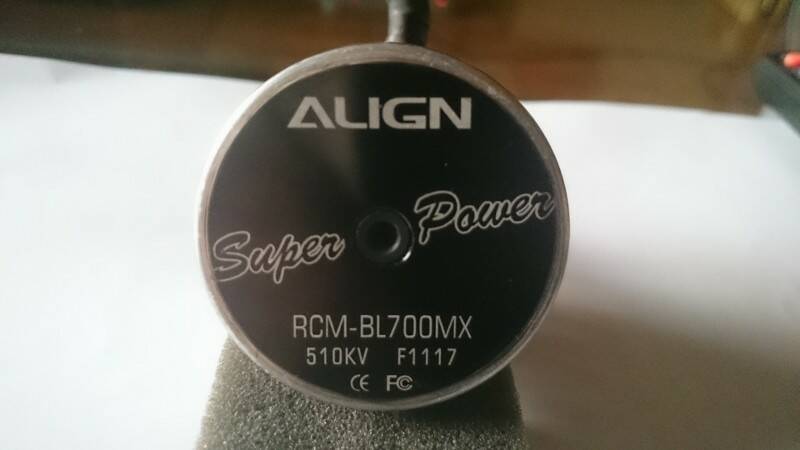 ALIGN
Super Power
RCM-BL700MX
510KV F1117
CE FC